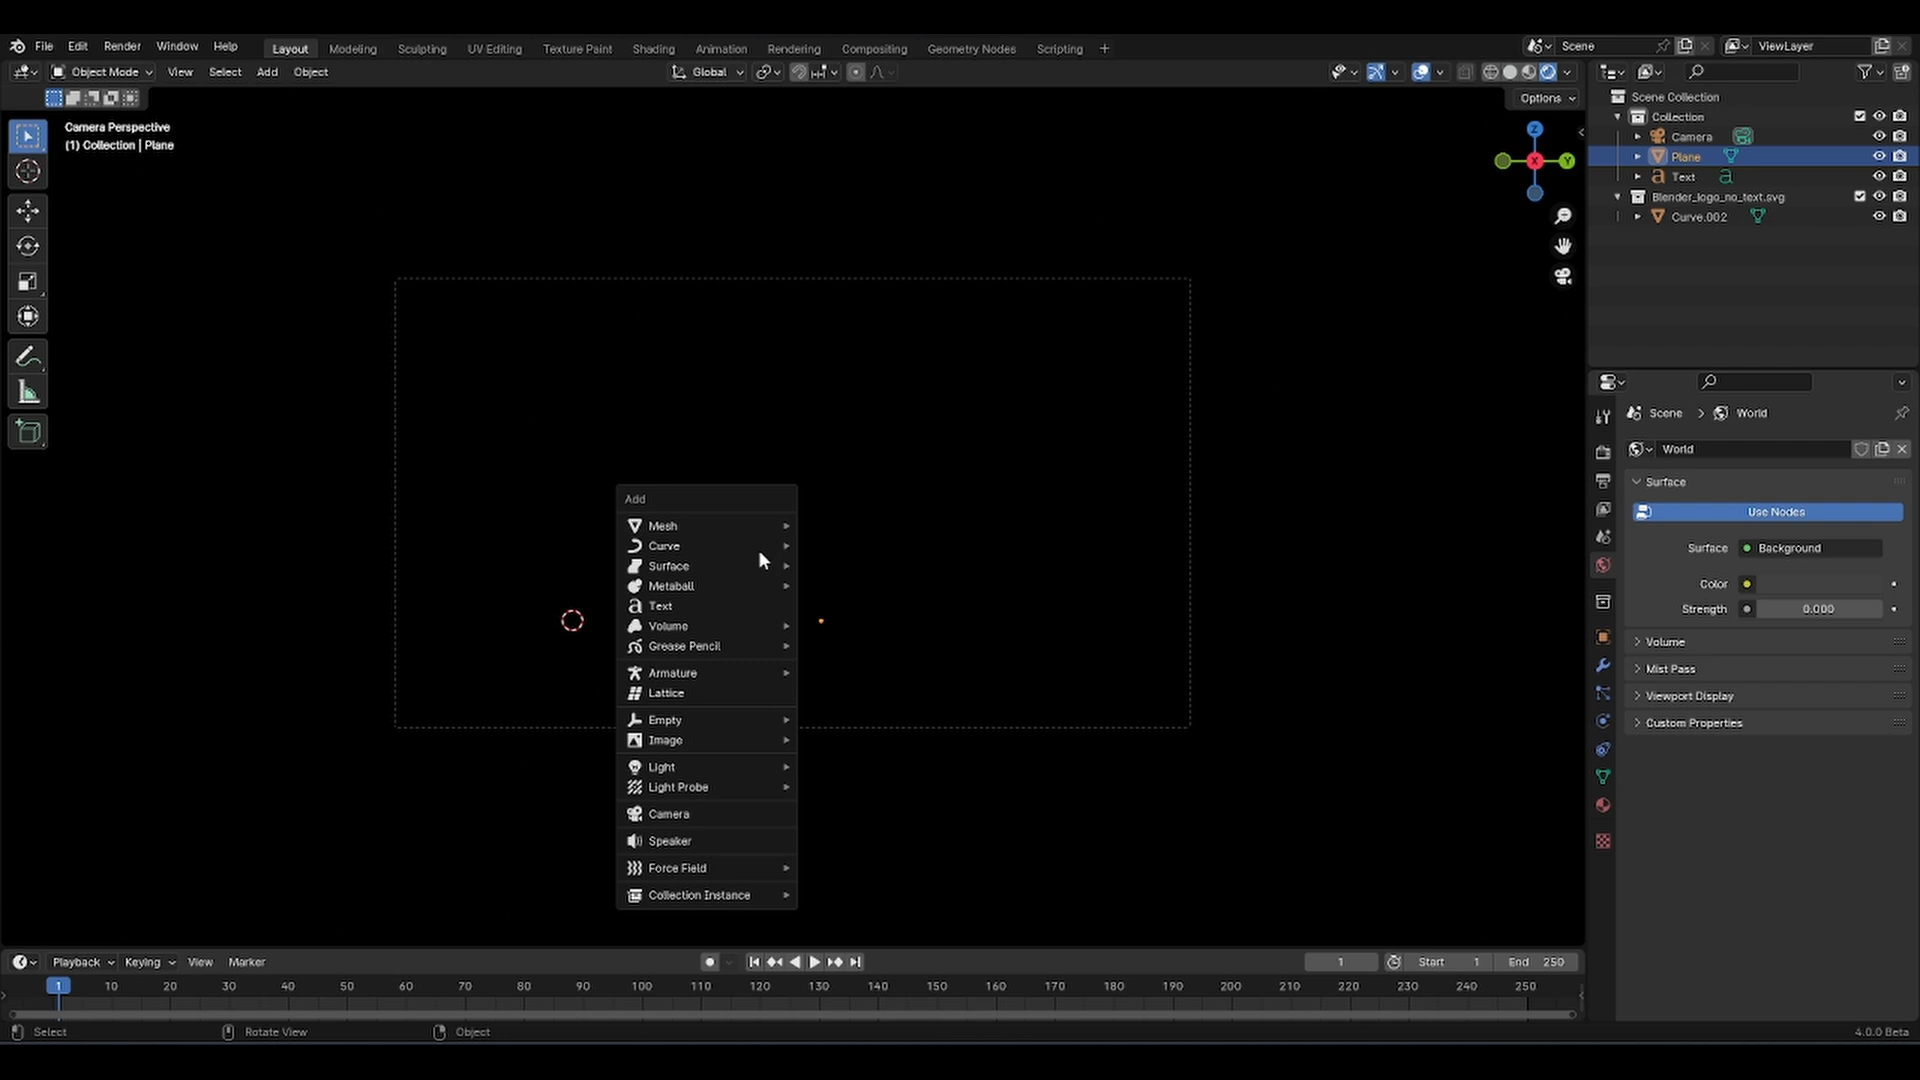 File Edit Render Window Help Layout Modeling Sculpting UV Editing Texture Paint Shading Animation Rendering Compositing Geometry Nodes Scripting + Scene ViewLayer
Object Mode View Select Add Object Global
Options
Camera Perspective
(1) Collection | Plane
Z
X
Y
Add
Mesh
Curve
Surface
Metaball
Text
Volume
Grease Pencil
Armature
Lattice
Empty
Image
Light
Light Probe
Camera
Speaker
Force Field
Collection Instance
Scene Collection
Collection
Camera
Plane
Text
Blender_logo_no_text.svg
Curve.002
Scene > World
World
Surface
Use Nodes
Surface Background
Color
Strength 0.000
Volume
Mist Pass
Viewport Display
Custom Properties
Playback Keying View Marker 1 Start 1 End 250
1 10 20 30 40 50 60 70 80 90 100 110 120 130 140 150 160 170 180 190 200 210 220 230 240 250
Select Rotate View Object 4.0.0 Beta